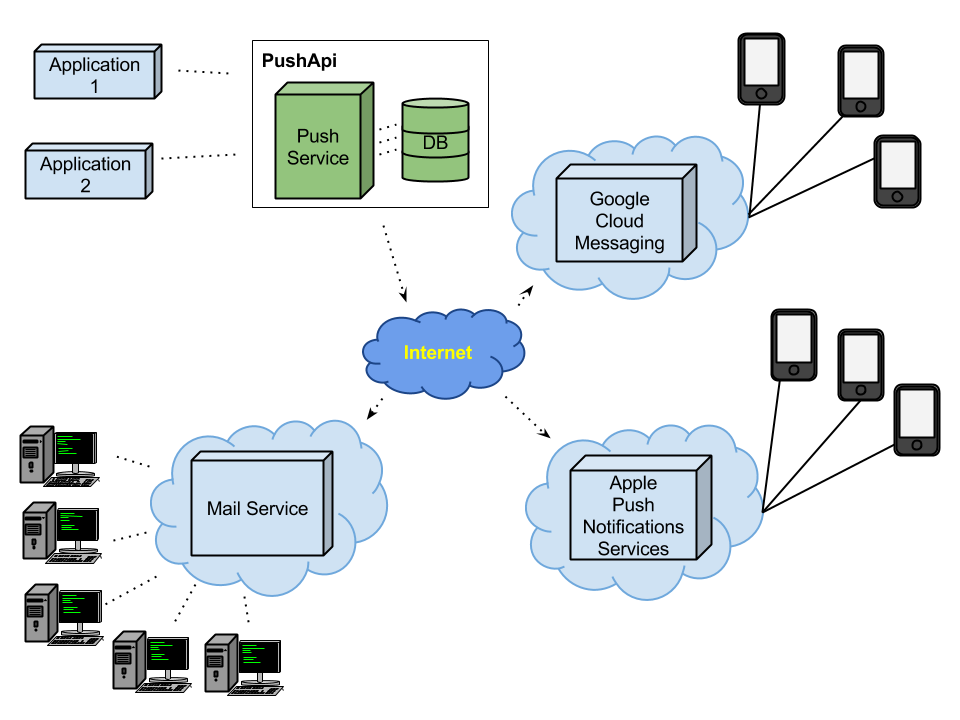 Application
1
PushApi
Push
Service
DB
Application
2
Google
Cloud
Messaging
Internet
Mail Service
Apple
Push
Notifications
Services